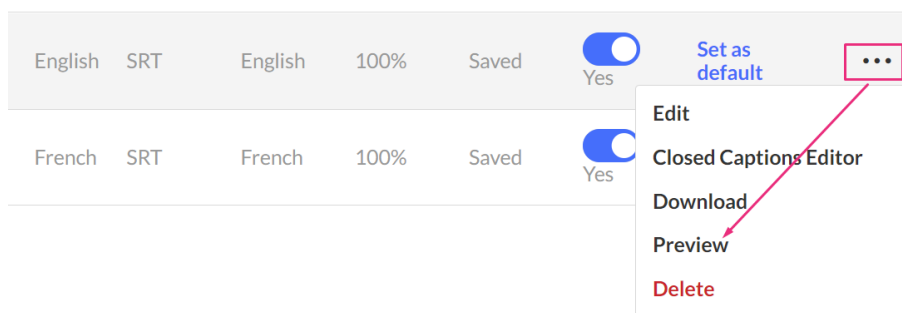 English SRT English 100% Saved Yes Set as default •••
French SRT French 100% Saved Yes
Edit
Closed Captions Editor
Download
Preview
Delete